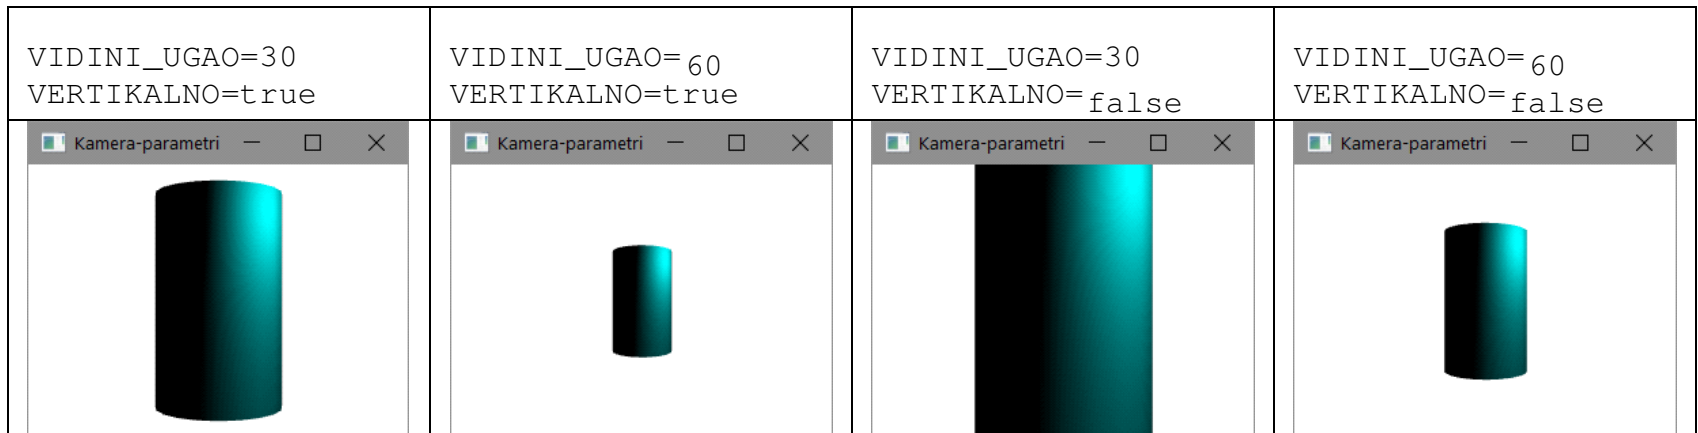 VIDINI_UGAO=30
VERTIKALNO=true
VIDINI_UGAO=60
VERTIKALNO=true
VIDINI_UGAO=30
VERTIKALNO=false
VIDINI_UGAO=60
VERTIKALNO=false
Kamera-parametri
Kamera-parametri
Kamera-parametri
Kamera-parametri